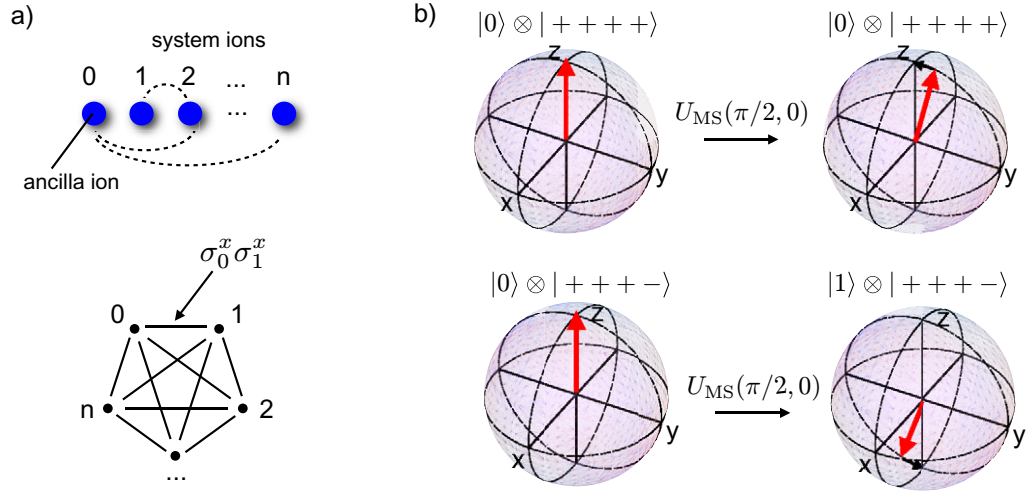 a)
system ions
0 1 2 ... n
ancilla ion
σ₀ˣσ₁ˣ
0 1
n 2
...
b)
|0⟩ ⊗ | + + + +⟩ |0⟩ ⊗ | + + + +⟩
z z
U_MS(π/2, 0)
y y
x x
|0⟩ ⊗ | + + + −⟩ |1⟩ ⊗ | + + + −⟩
z z
U_MS(π/2, 0)
y y
x x